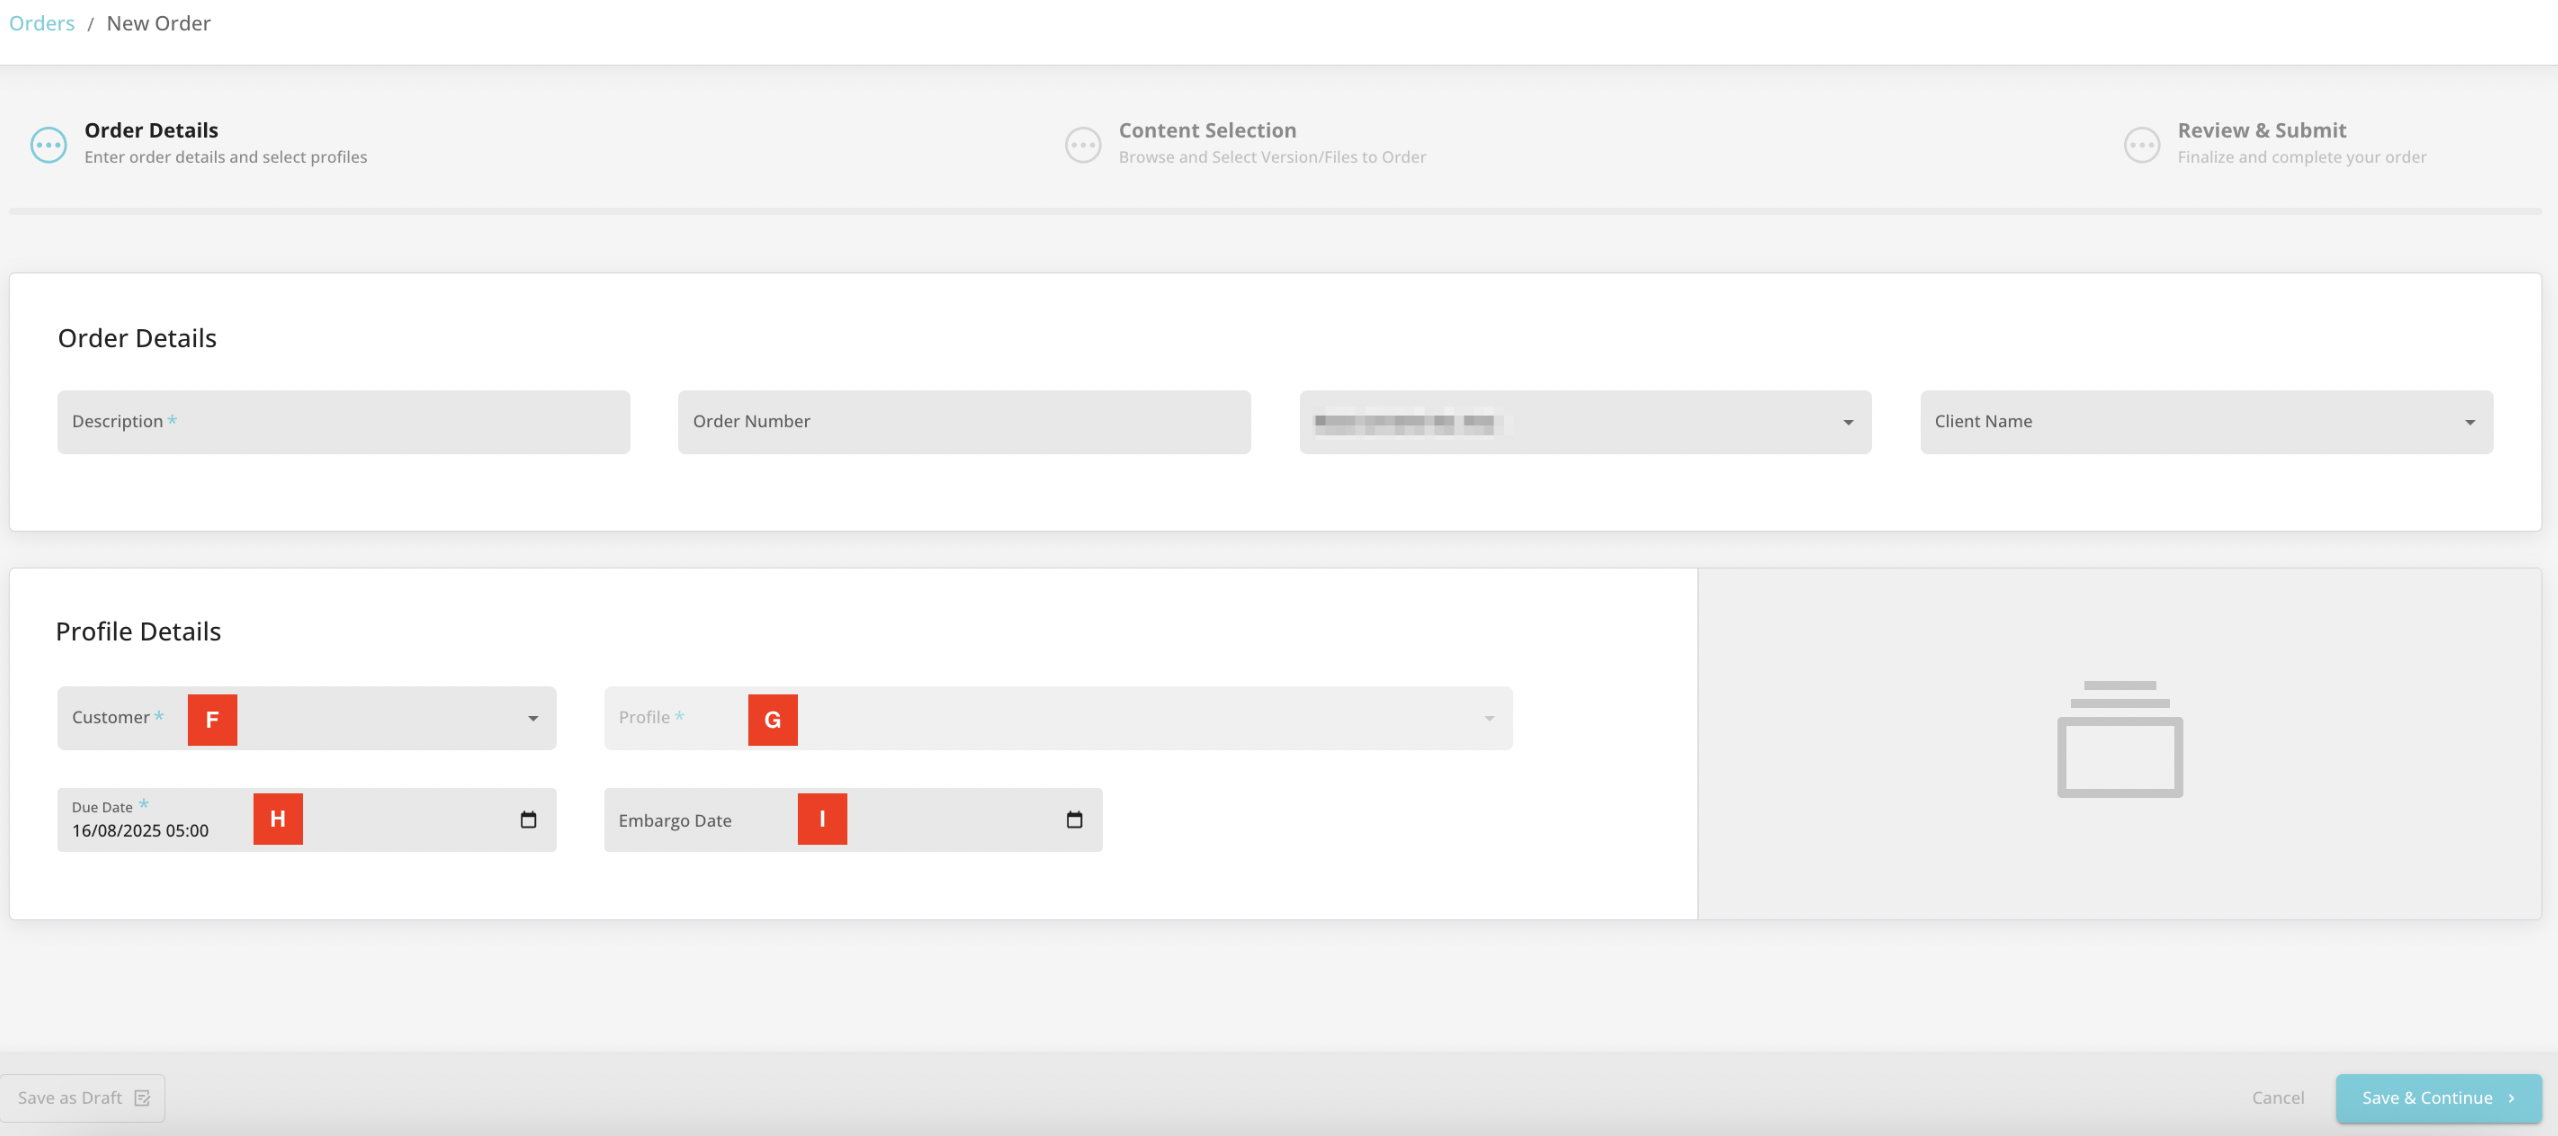 Orders / New Order
Order Details
Enter order details and select profiles
Content Selection
Browse and Select Version/Files to Order
Review & Submit
Finalize and complete your order
Order Details
Description *
Order Number
Client Name
Profile Details
Customer * F
Profile * G
Due Date *
16/08/2025 05:00
H
Embargo Date I
Save as Draft
Cancel
Save & Continue